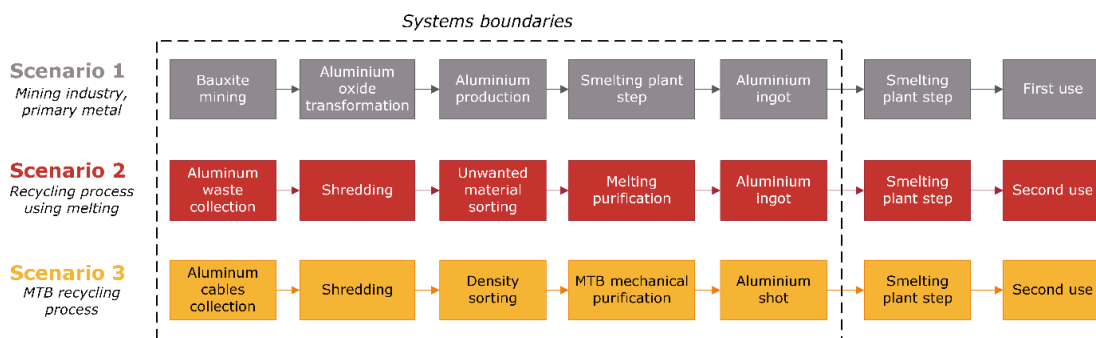 Systems boundaries
Scenario 1
Mining industry,
primary metal
Bauxite
mining
Aluminium
oxide
transformation
Aluminium
production
Smelting plant
step
Aluminium
ingot
Smelting
plant step
First use
Scenario 2
Recycling process
using melting
Aluminum
waste
collection
Shredding
Unwanted
material
sorting
Melting
purification
Aluminium
ingot
Smelting
plant step
Second use
Scenario 3
MTB recycling
process
Aluminum
cables
collection
Shredding
Density
sorting
MTB mechanical
purification
Aluminium
shot
Smelting
plant step
Second use